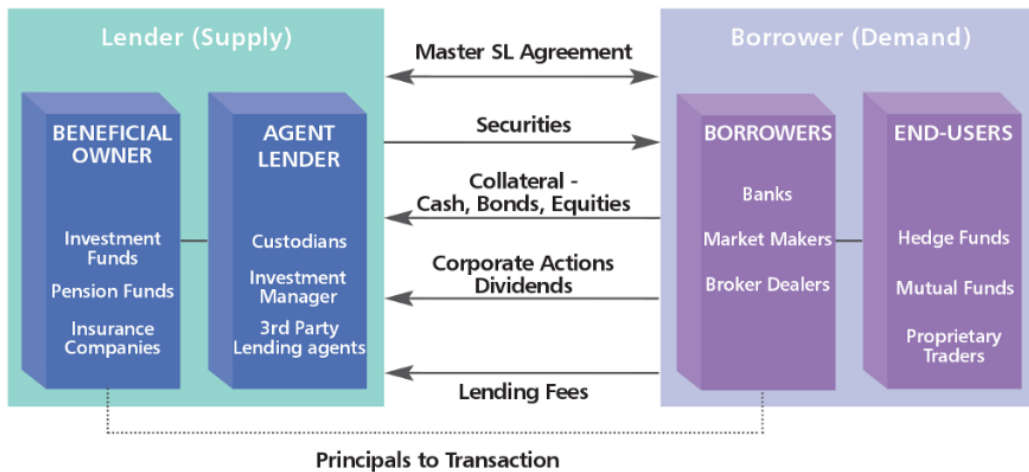 Lender (Supply)
BENEFICIAL
OWNER
Investment
Funds
Pension Funds
Insurance
Companies
AGENT
LENDER
Custodians
Investment
Manager
3rd Party
Lending agents
Master SL Agreement
Securities
Collateral -
Cash, Bonds, Equities
Corporate Actions
Dividends
Lending Fees
Borrower (Demand)
BORROWERS
Banks
Market Makers
Broker Dealers
END-USERS
Hedge Funds
Mutual Funds
Proprietary
Traders
Principals to Transaction